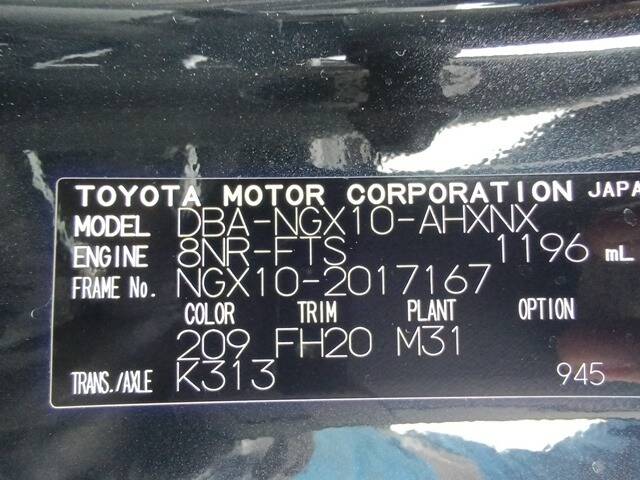 TOYOTA MOTOR CORPORATION JAPA
MODEL DBA-NGX10-AHXNX
ENGINE 8NR-FTS 1196 mL
FRAME No. NGX10-2017167
COLOR TRIM PLANT OPTION
209 FH20 M31
TRANS./AXLE K313 945